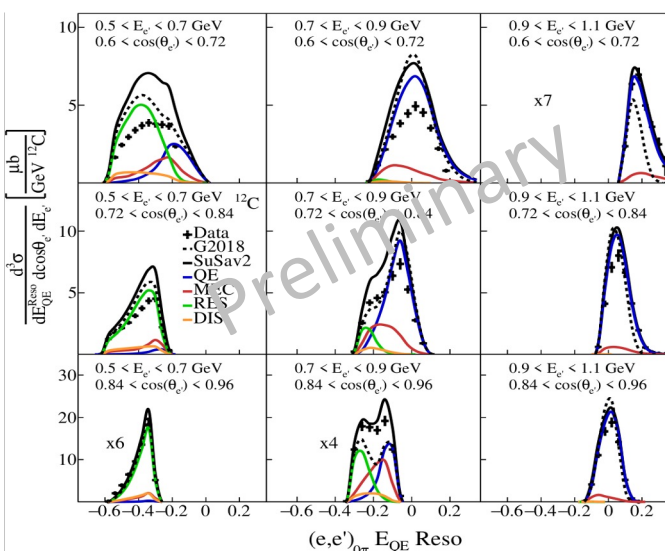 10
5
0.5 < E_e' < 0.7 GeV
0.6 < cos(θ_e') < 0.72
0.7 < E_e' < 0.9 GeV
0.6 < cos(θ_e') < 0.72
0.9 < E_e' < 1.1 GeV
0.6 < cos(θ_e') < 0.72
x7
d³σ
dE_QE^Reso dcosθ_e' dE_e'
μb
GeV ¹²C
10
5
0.5 < E_e' < 0.7 GeV ¹²C
0.72 < cos(θ_e') < 0.84
Data
G2018
SuSav2
QE
MEC
RES
DIS
0.7 < E_e' < 0.9 GeV
0.72 < cos(θ_e') < 0.84
0.9 < E_e' < 1.1 GeV
0.72 < cos(θ_e') < 0.84
Preliminary
30
20
10
0.5 < E_e' < 0.7 GeV
0.84 < cos(θ_e') < 0.96
x6
0.7 < E_e' < 0.9 GeV
0.84 < cos(θ_e') < 0.96
x4
0.9 < E_e' < 1.1 GeV
0.84 < cos(θ_e') < 0.96
−0.6 −0.4 −0.2 0 0.2 −0.6 −0.4 −0.2 0 0.2 −0.6 −0.4 −0.2 0 0.2
(e,e')_0π E_QE Reso